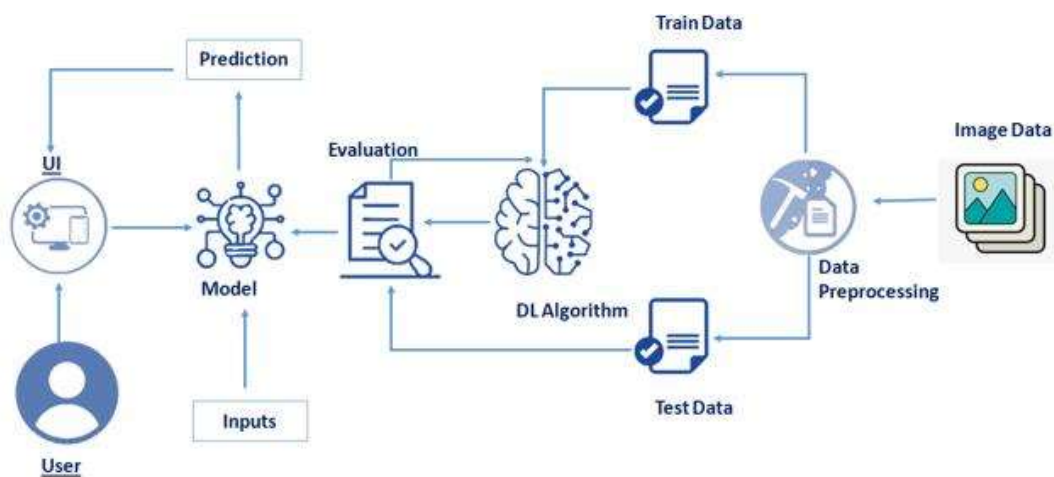 Train Data
Prediction
Image Data
Evaluation
UI
Model
DL Algorithm
Data
Preprocessing
Inputs
Test Data
User